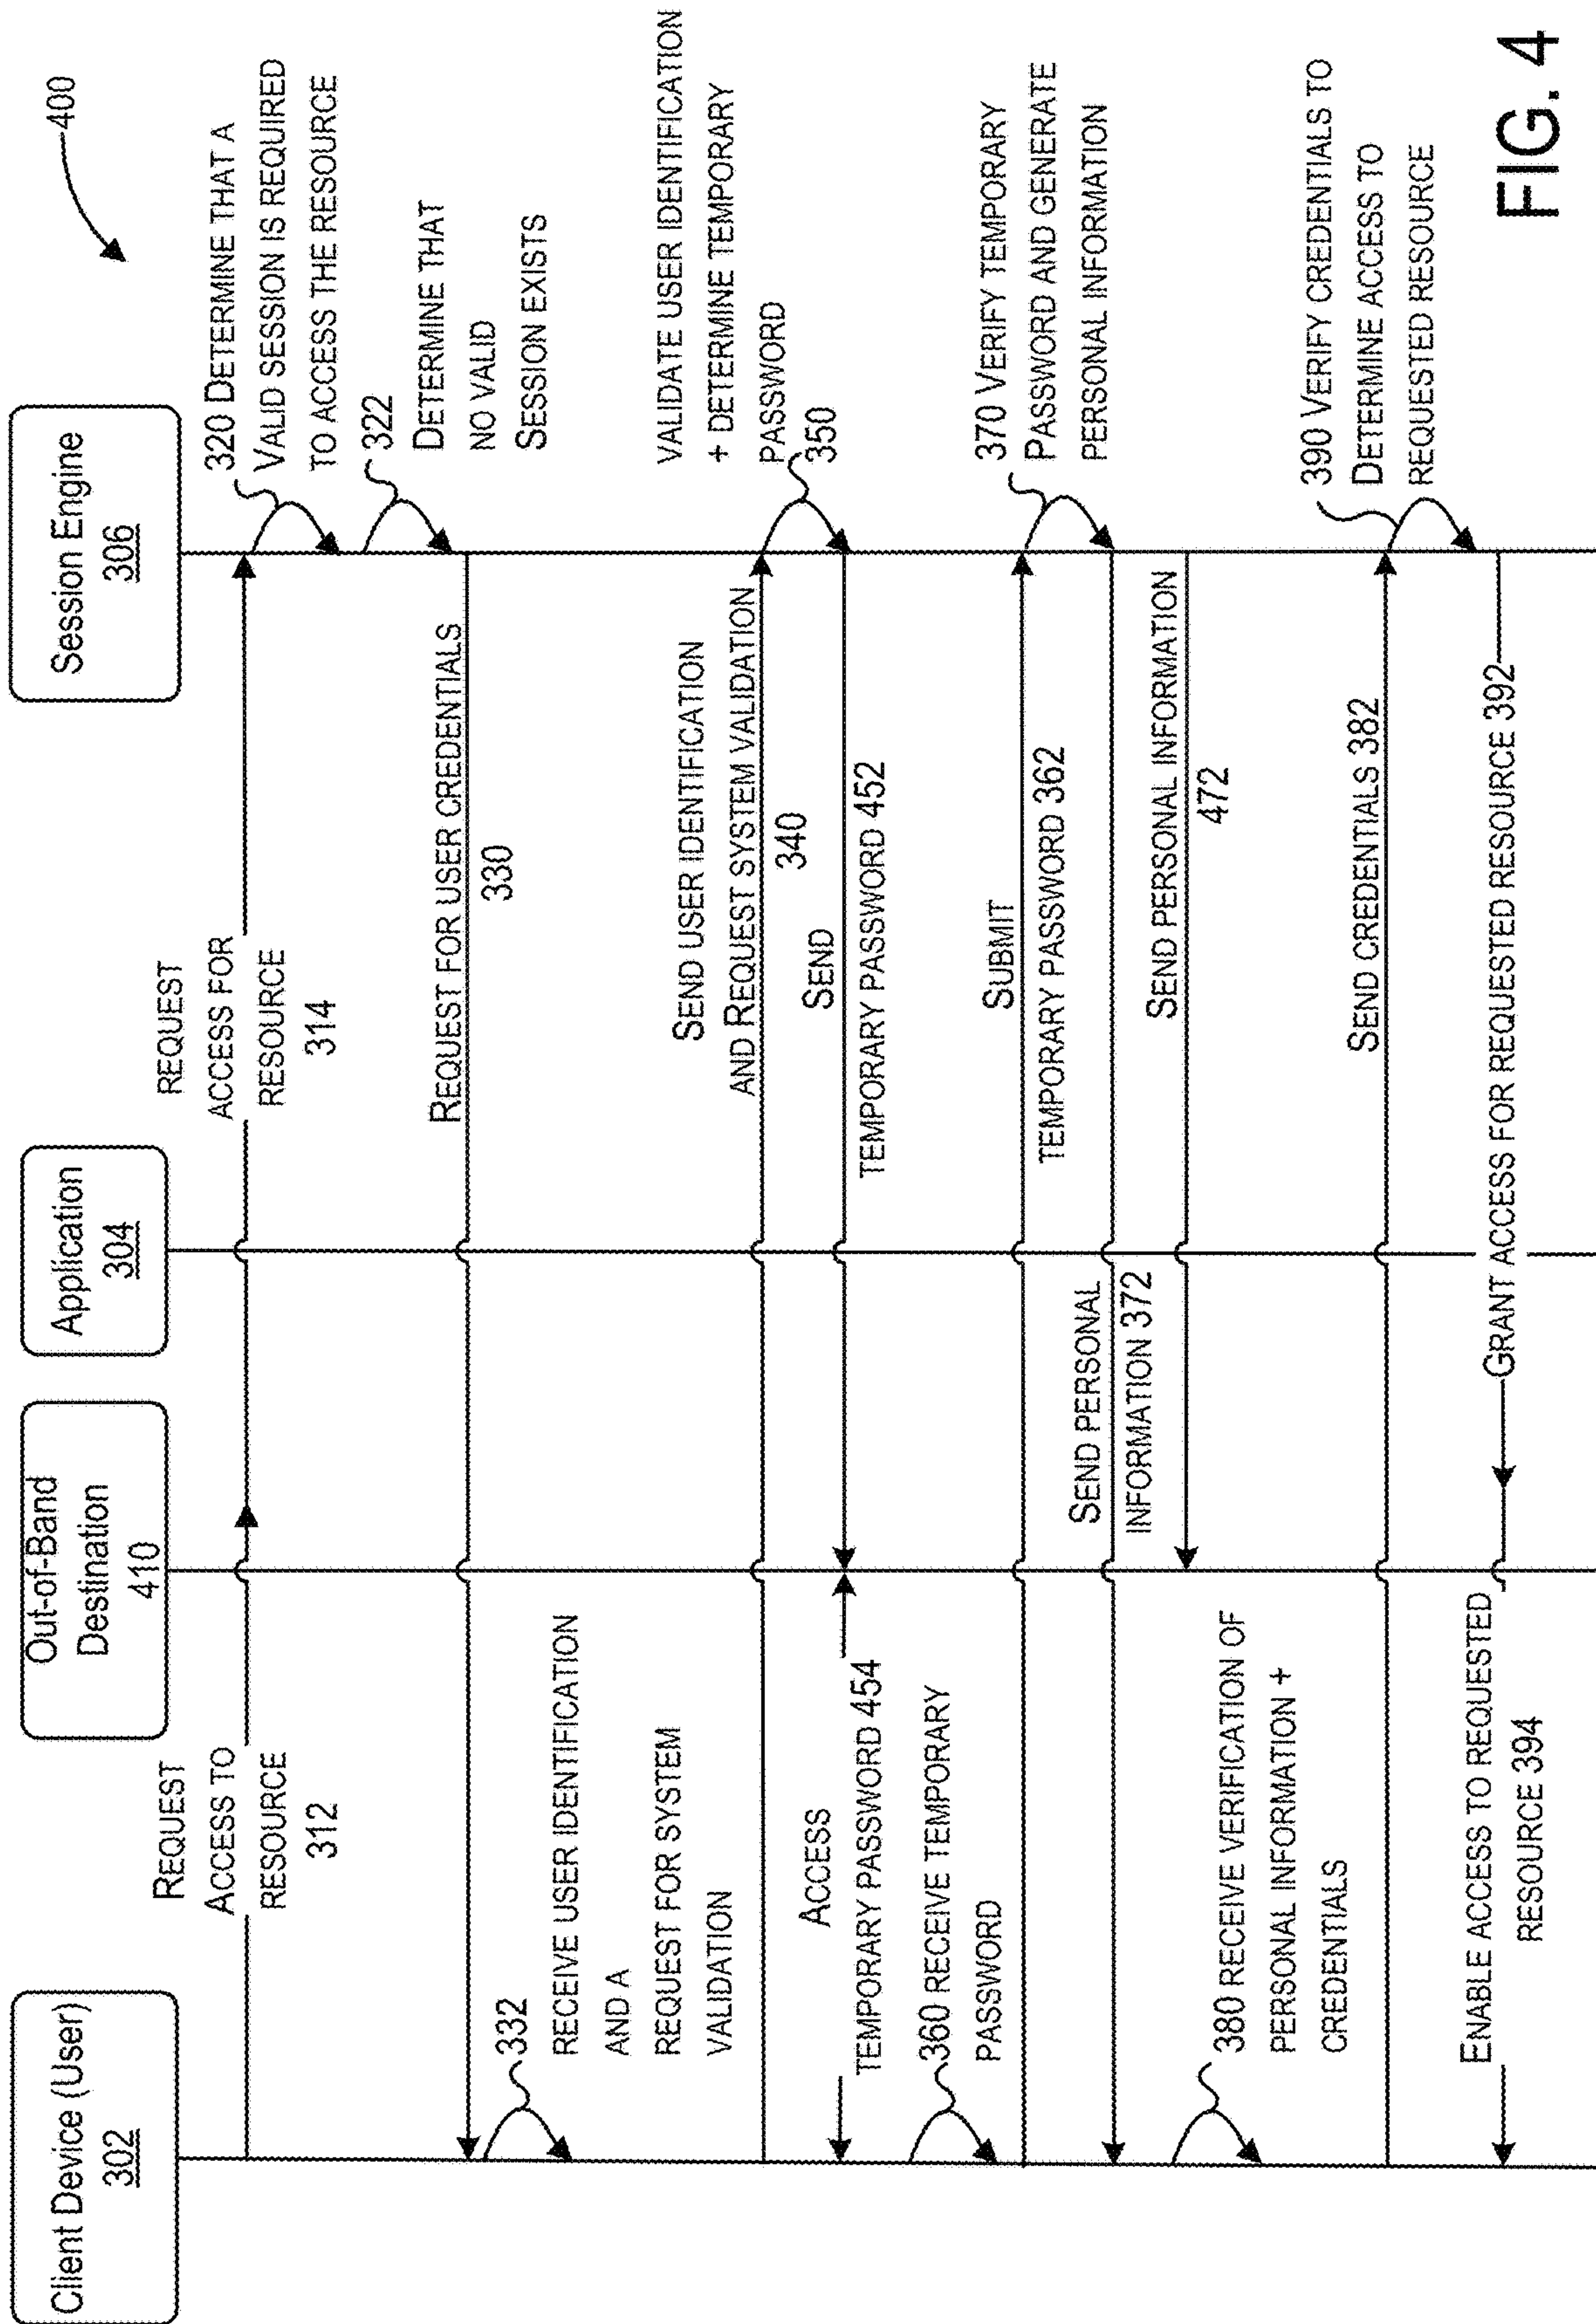 400
Client Device (User)
302
Out-of-Band
Destination
410
Application
304
Session Engine
306
REQUEST
ACCESS TO
RESOURCE
312
REQUEST
ACCESS FOR
RESOURCE
314
320 DETERMINE THAT A
VALID SESSION IS REQUIRED
TO ACCESS THE RESOURCE
322
DETERMINE THAT
NO VALID
SESSION EXISTS
REQUEST FOR USER CREDENTIALS
330
332
RECEIVE USER IDENTIFICATION
AND A
REQUEST FOR SYSTEM
VALIDATION
SEND USER IDENTIFICATION
AND REQUEST SYSTEM VALIDATION
340
VALIDATE USER IDENTIFICATION
+ DETERMINE TEMPORARY
PASSWORD
350
SEND
TEMPORARY PASSWORD 452
ACCESS
TEMPORARY PASSWORD 454
360 RECEIVE TEMPORARY
PASSWORD
SUBMIT
TEMPORARY PASSWORD 362
370 VERIFY TEMPORARY
PASSWORD AND GENERATE
PERSONAL INFORMATION
SEND PERSONAL
INFORMATION 372
SEND PERSONAL INFORMATION
472
380 RECEIVE VERIFICATION OF
PERSONAL INFORMATION +
CREDENTIALS
SEND CREDENTIALS 382
390 VERIFY CREDENTIALS TO
DETERMINE ACCESS TO
REQUESTED RESOURCE
GRANT ACCESS FOR REQUESTED RESOURCE 392
ENABLE ACCESS TO REQUESTED
RESOURCE 394
FIG. 4